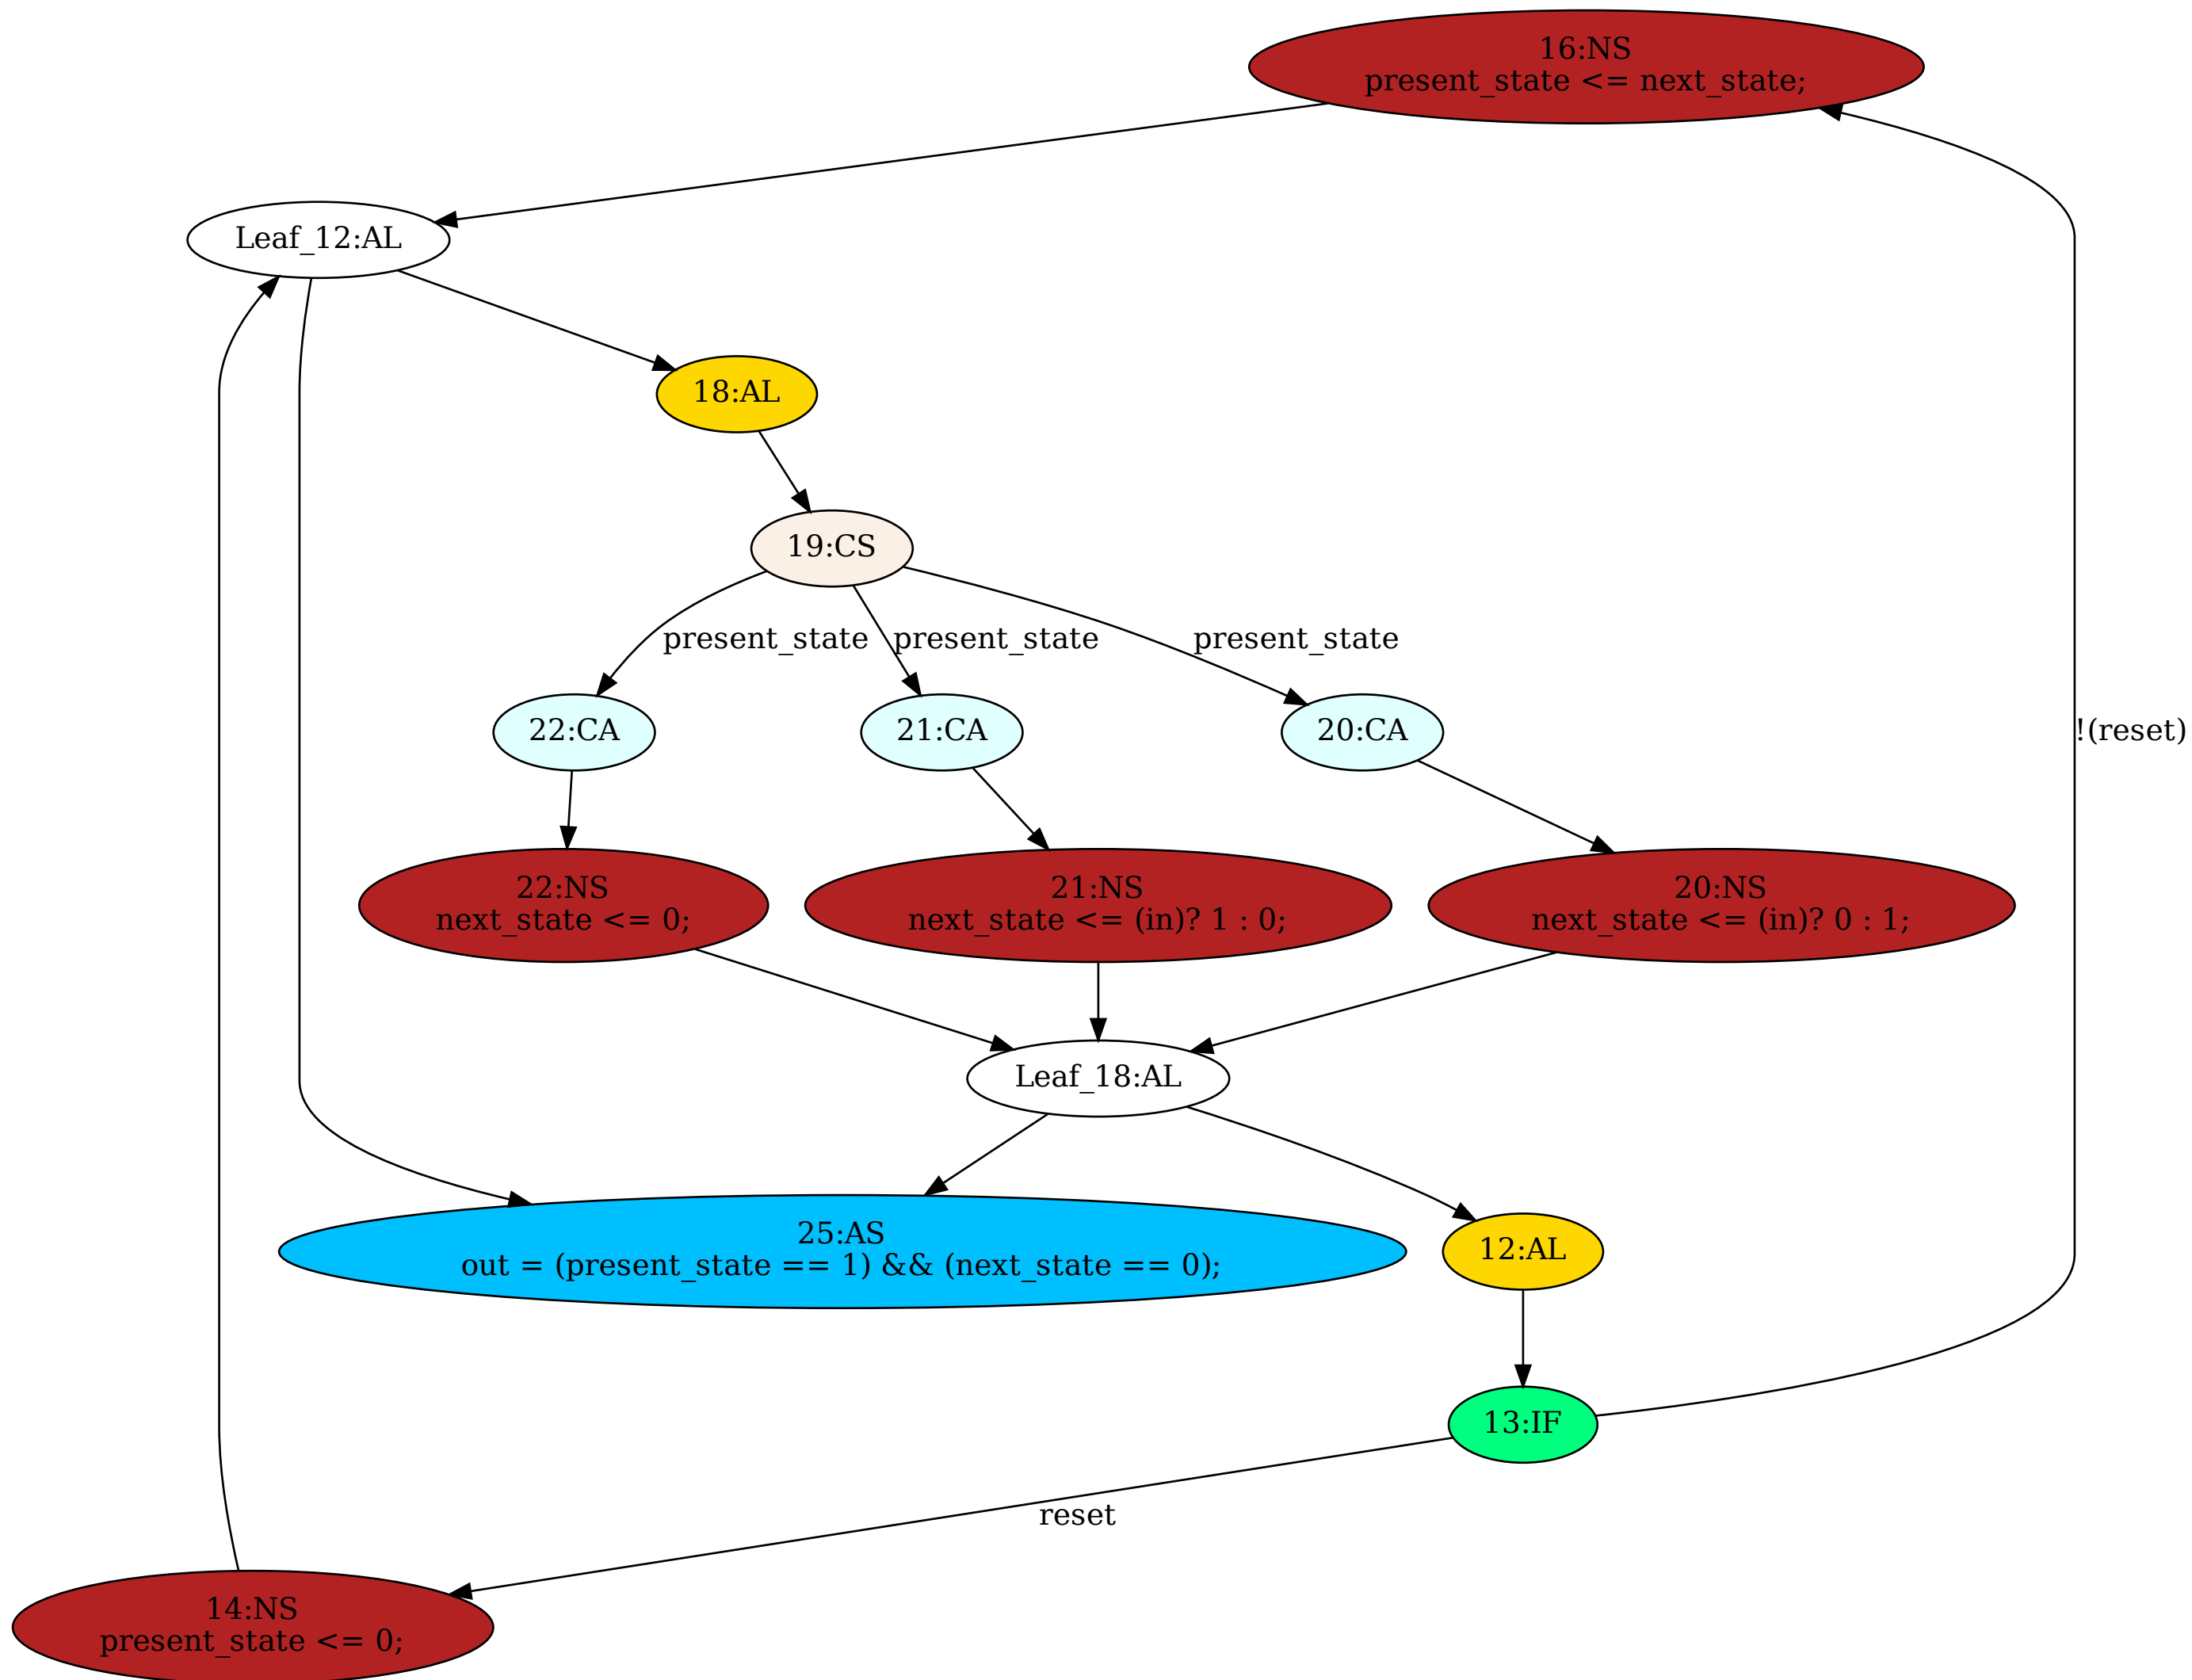 16:NS
present_state <= next_state;
Leaf_12:AL
18:AL
19:CS
present_state
present_state
present_state
22:CA
21:CA
20:CA
!(reset)
22:NS
next_state <= 0;
21:NS
next_state <= (in)? 1 : 0;
20:NS
next_state <= (in)? 0 : 1;
Leaf_18:AL
25:AS
out = (present_state == 1) && (next_state == 0);
12:AL
13:IF
reset
14:NS
present_state <= 0;